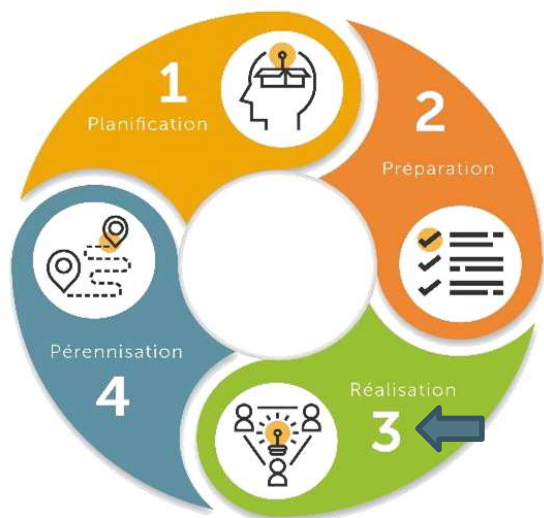 1
Planification
2
Préparation
Réalisation
3
Pérennisation
4